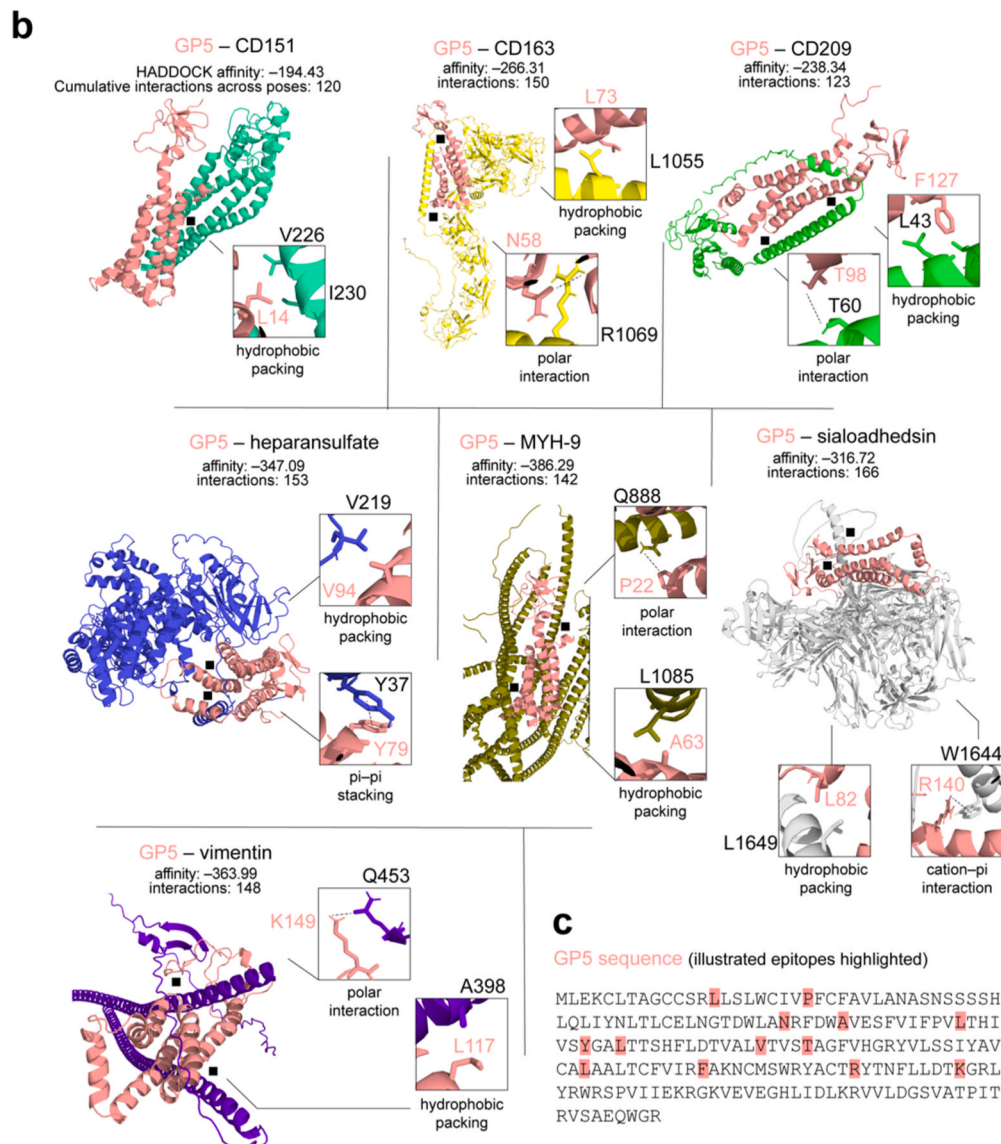 b
GP5 – CD151
HADDOCK affinity: –194.43
Cumulative interactions across poses: 120
V226
I230
L14
hydrophobic
packing
GP5 – CD163
affinity: –266.31
interactions: 150
L73
L1055
hydrophobic
packing
N58
R1069
polar
interaction
GP5 – CD209
affinity: –238.34
interactions: 123
F127
L43
hydrophobic
packing
T98
T60
polar
interaction
GP5 – heparansulfate
affinity: –347.09
interactions: 153
V219
V94
hydrophobic
packing
Y37
Y79
pi–pi
stacking
GP5 – MYH-9
affinity: –386.29
interactions: 142
Q888
P22
polar
interaction
L1085
A63
hydrophobic
packing
GP5 – sialoadhedsin
affinity: –316.72
interactions: 166
L82
L1649
hydrophobic
packing
W1644
R140
cation–pi
interaction
GP5 – vimentin
affinity: –363.99
interactions: 148
Q453
K149
polar
interaction
A398
L117
hydrophobic
packing
c
GP5 sequence (illustrated epitopes highlighted)
MLEKCLTAGCCSRLLSLWCIVPFCFAVLANASNSSSSH
LQLIYNLTLCELNGTDWLANRFDWAVESFVIFPVLTHI
VSYGALTTSHFLDTVALVTVSTAGFVHGRYVLSSIYAV
CALAALTCFVIRFAKNCMSWRYACTRYTNFLLDTKGRL
YRWRSPVIIEKRGKVEVEGHLIDLKRVVLDGSVATPIT
RVSAEQWGR